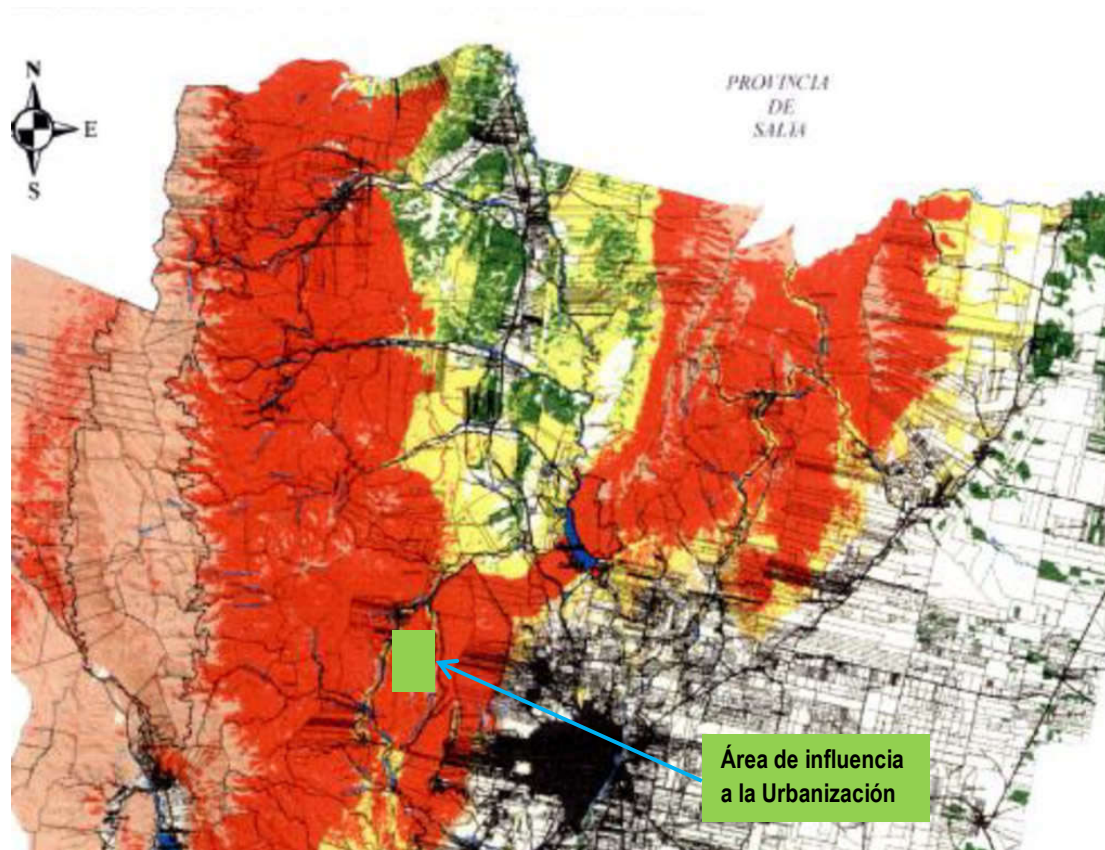 N
E
S
PROVINCIA
DE
SALTA
Área de influencia
a la Urbanización